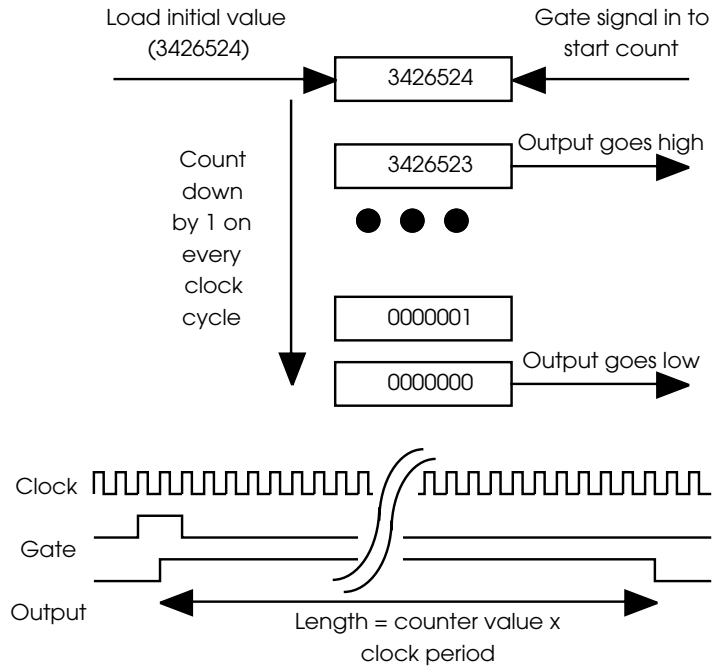 Load initial value
(3426524)
Gate signal in to
start count
3426524
Output goes high
3426523
Count
down
by 1 on
every
clock
cycle
0000001
Output goes low
0000000
Clock
Gate
Output
Length = counter value x
clock period